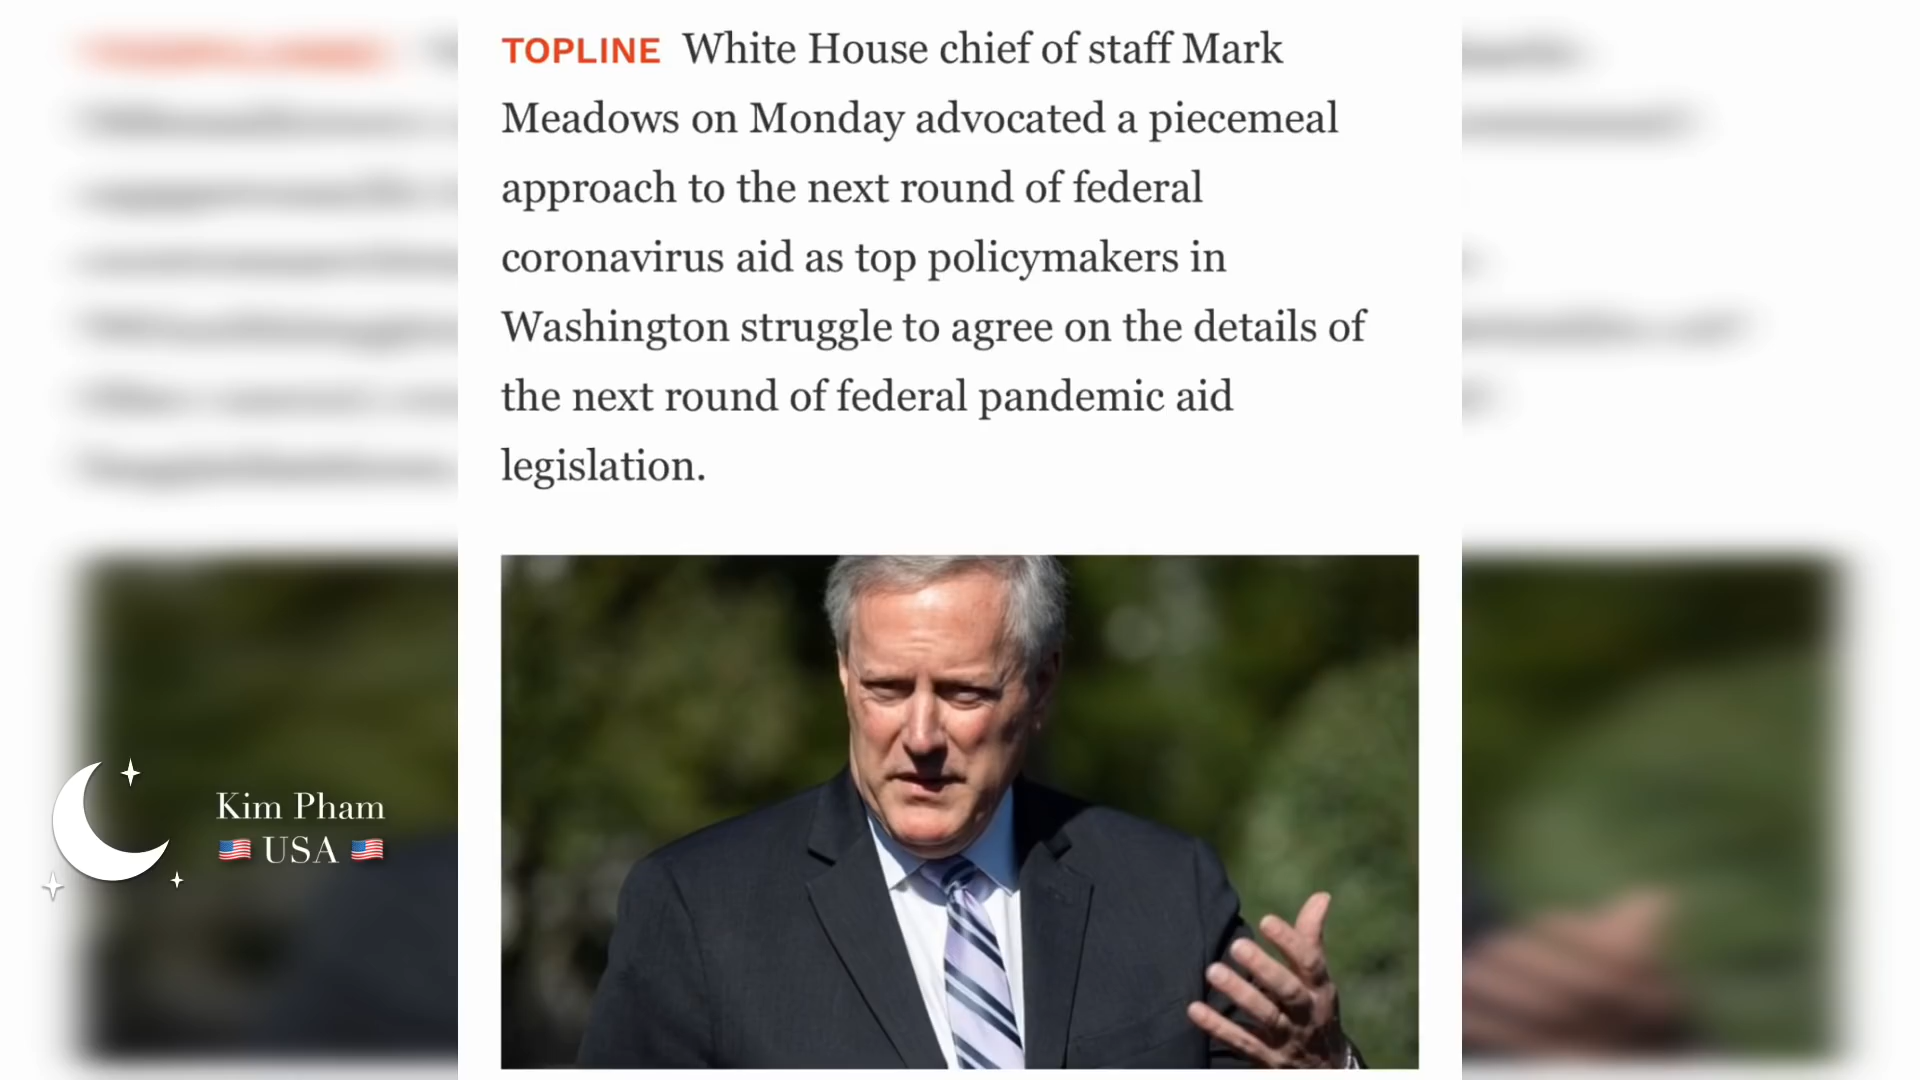 TOPLINE White House chief of staff Mark
Meadows on Monday advocated a piecemeal
approach to the next round of federal
coronavirus aid as top policymakers in
Washington struggle to agree on the details of
the next round of federal pandemic aid
legislation.
Kim Pham
🇺🇸 USA 🇺🇸